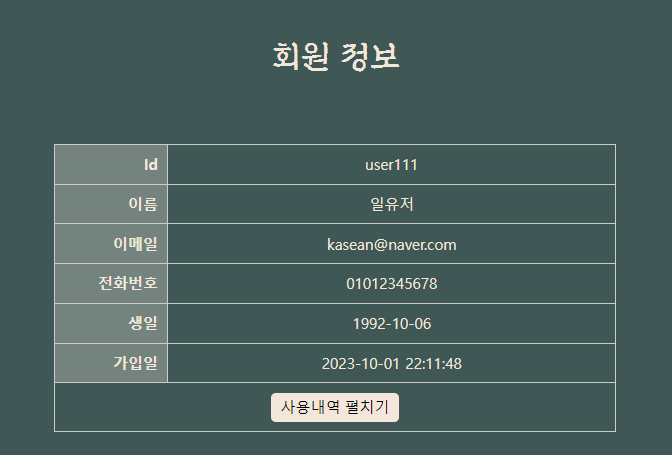 회원 정보
Id user111
이름 일유저
이메일 kasean@naver.com
전화번호 01012345678
생일 1992-10-06
가입일 2023-10-01 22:11:48
사용내역 펼치기